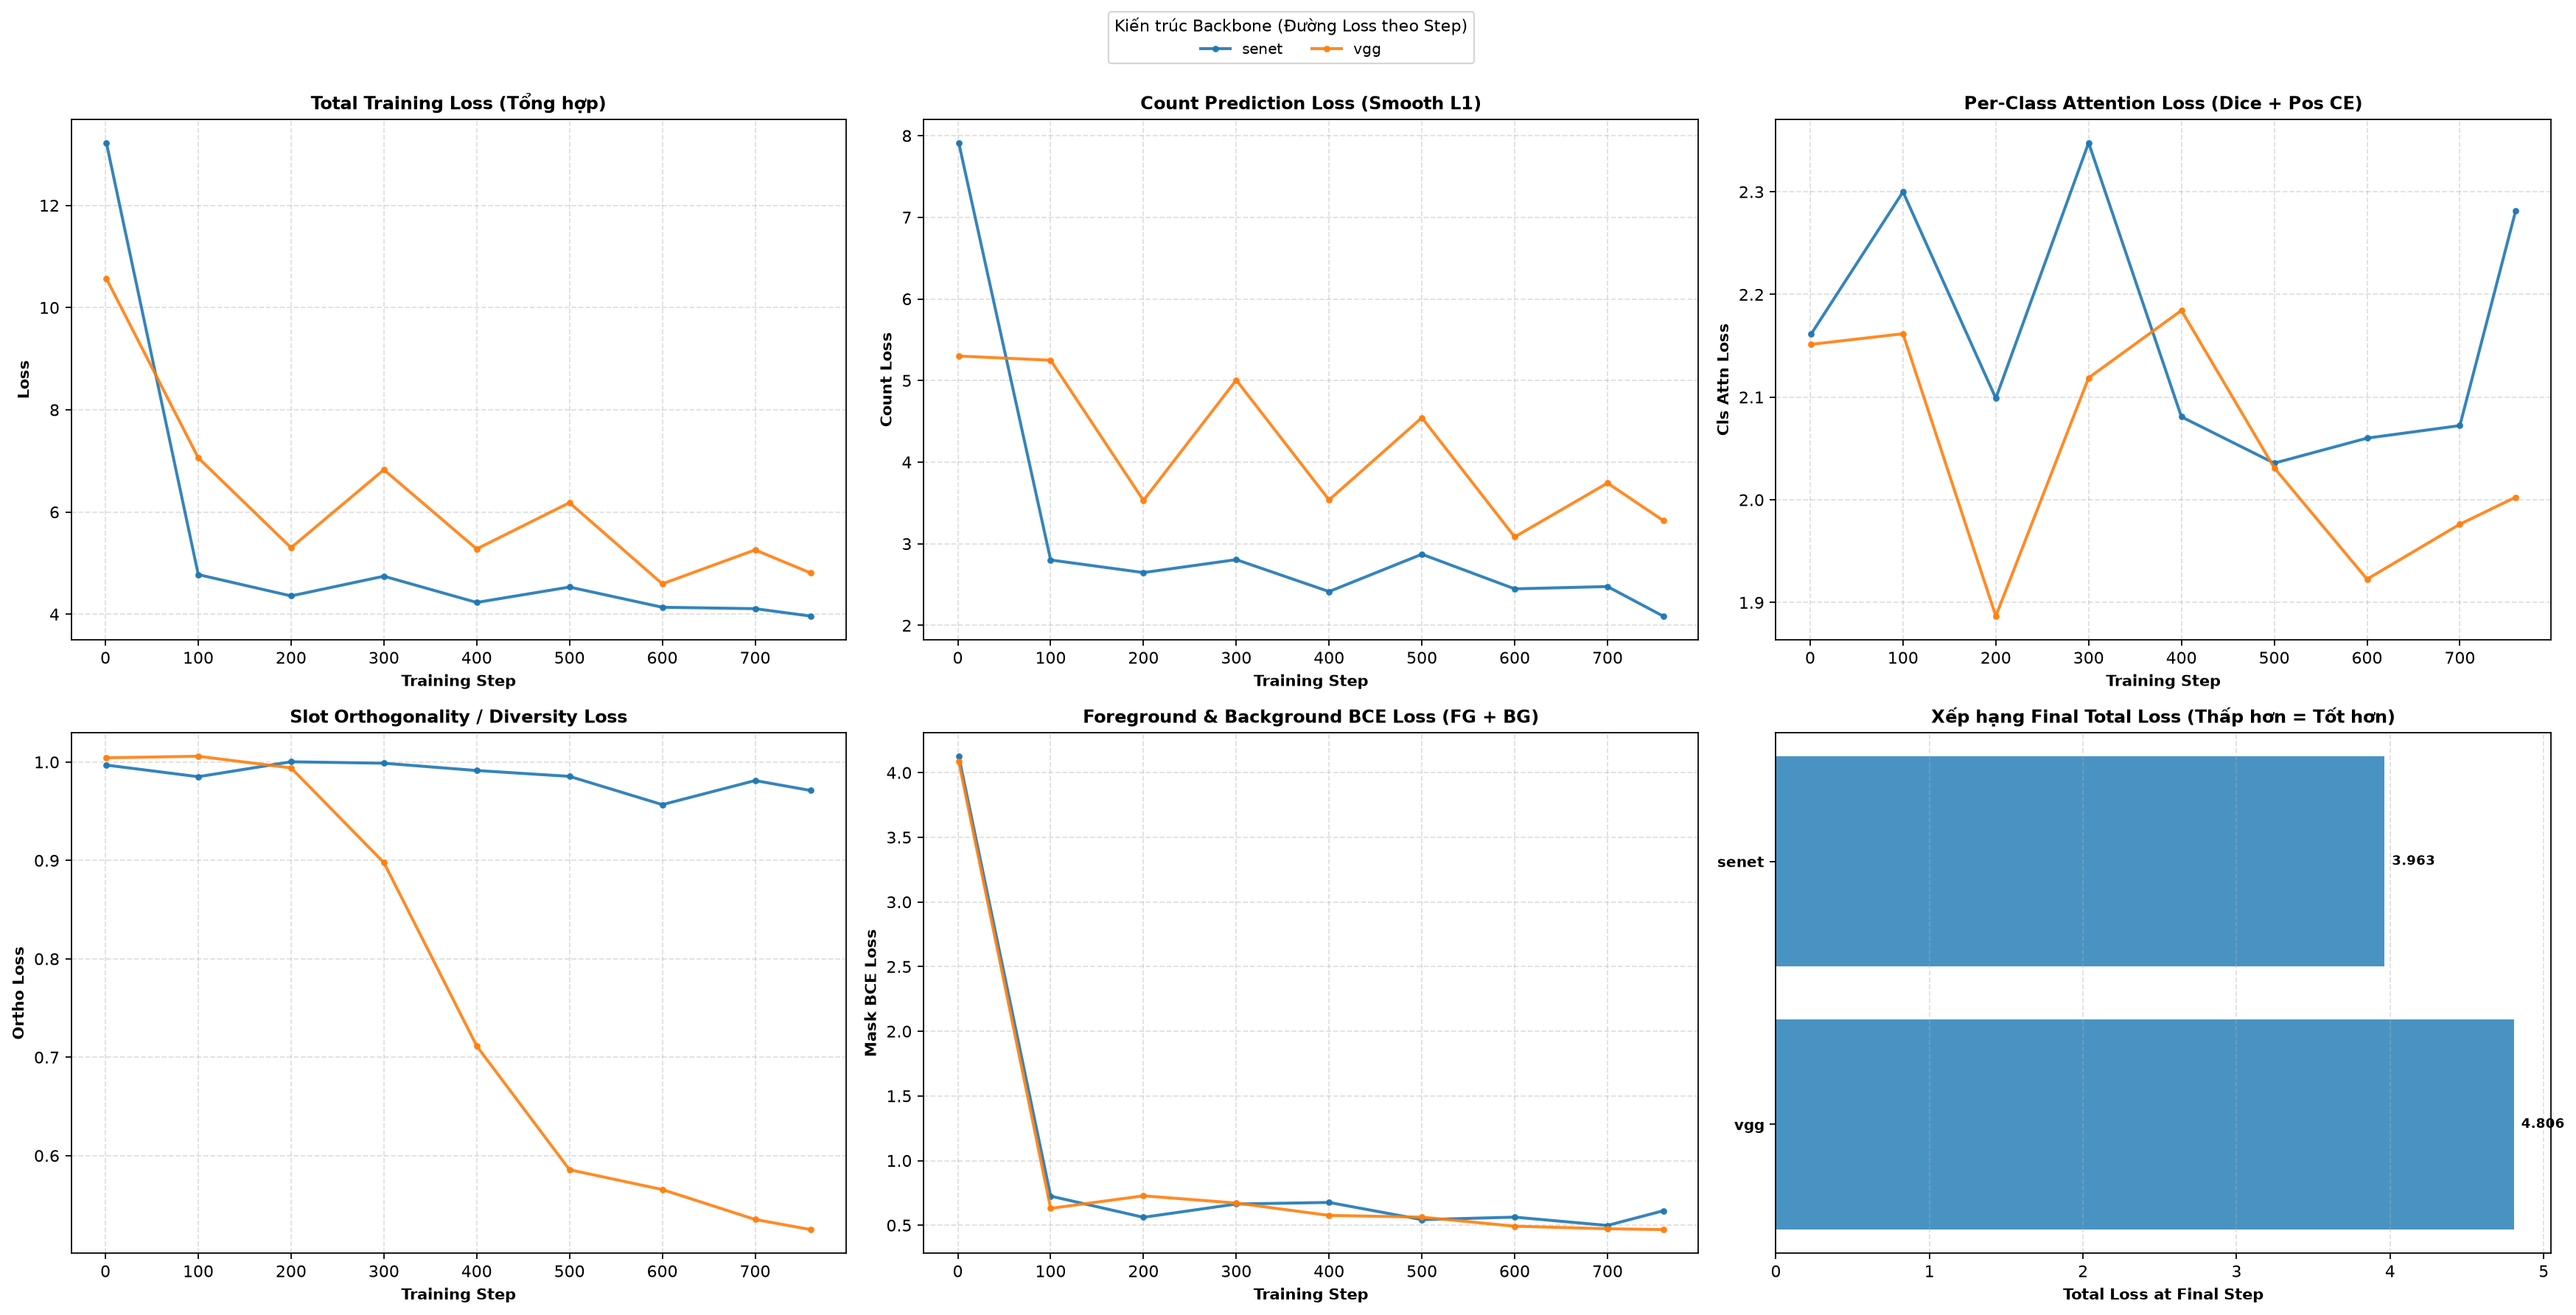 Kiến trúc Backbone (Đường Loss theo Step)
senet vgg
Total Training Loss (Tổng hợp)
Loss
12
10
8
6
4
0 100 200 300 400 500 600 700
Training Step
Count Prediction Loss (Smooth L1)
Count Loss
8
7
6
5
4
3
2
0 100 200 300 400 500 600 700
Training Step
Per-Class Attention Loss (Dice + Pos CE)
Cls Attn Loss
2.3
2.2
2.1
2.0
1.9
0 100 200 300 400 500 600 700
Training Step
Slot Orthogonality / Diversity Loss
Ortho Loss
1.0
0.9
0.8
0.7
0.6
0 100 200 300 400 500 600 700
Training Step
Foreground & Background BCE Loss (FG + BG)
Mask BCE Loss
4.0
3.5
3.0
2.5
2.0
1.5
1.0
0.5
0 100 200 300 400 500 600 700
Training Step
Xếp hạng Final Total Loss (Thấp hơn = Tốt hơn)
senet 3.963
vgg 4.806
0 1 2 3 4 5
Total Loss at Final Step